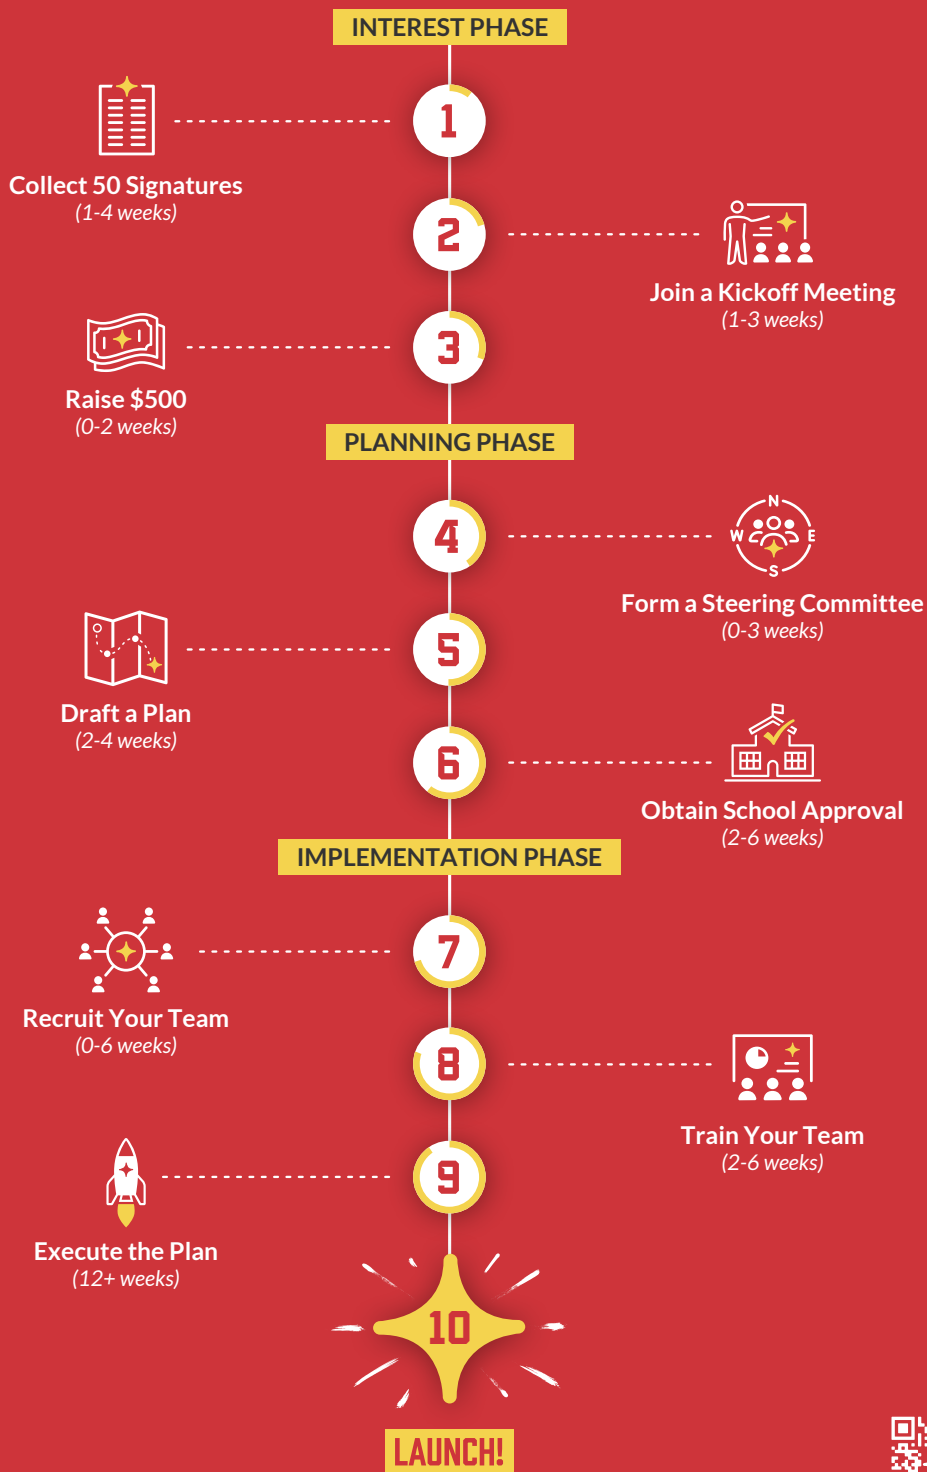 INTEREST PHASE
1
Collect 50 Signatures
(1-4 weeks)
2
Join a Kickoff Meeting
(1-3 weeks)
3
Raise $500
(0-2 weeks)
PLANNING PHASE
4
N
W
E
S
Form a Steering Committee
(0-3 weeks)
5
Draft a Plan
(2-4 weeks)
6
Obtain School Approval
(2-6 weeks)
IMPLEMENTATION PHASE
7
Recruit Your Team
(0-6 weeks)
8
Train Your Team
(2-6 weeks)
9
Execute the Plan
(12+ weeks)
10
LAUNCH!